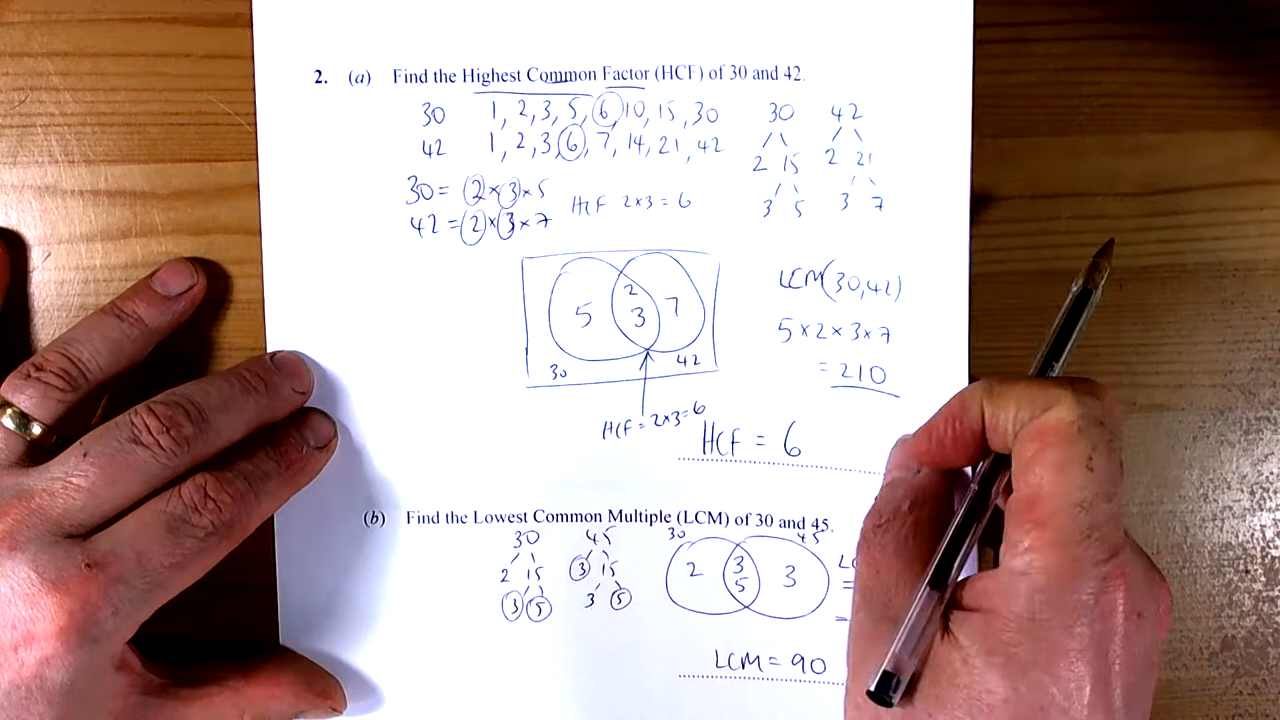 2. (a) Find the Highest Common Factor (HCF) of 30 and 42.
30 1, 2, 3, 5, 6, 10, 15, 30
42 1, 2, 3, 6, 7, 14, 21, 42
30 42
2 15 2 21
3 5 3 7
30 = 2 × 3 × 5
42 = 2 × 3 × 7
HCF 2×3 = 6
5 2 3 7
30 42
HCF = 2×3=6
LCM(30,42)
5 × 2 × 3 × 7
= 210
HCF = 6
(b) Find the Lowest Common Multiple (LCM) of 30 and 45.
30 45
2 15 3 15
3 5 3 5
30 45
2 3 5 3
=
=
LCM = 90